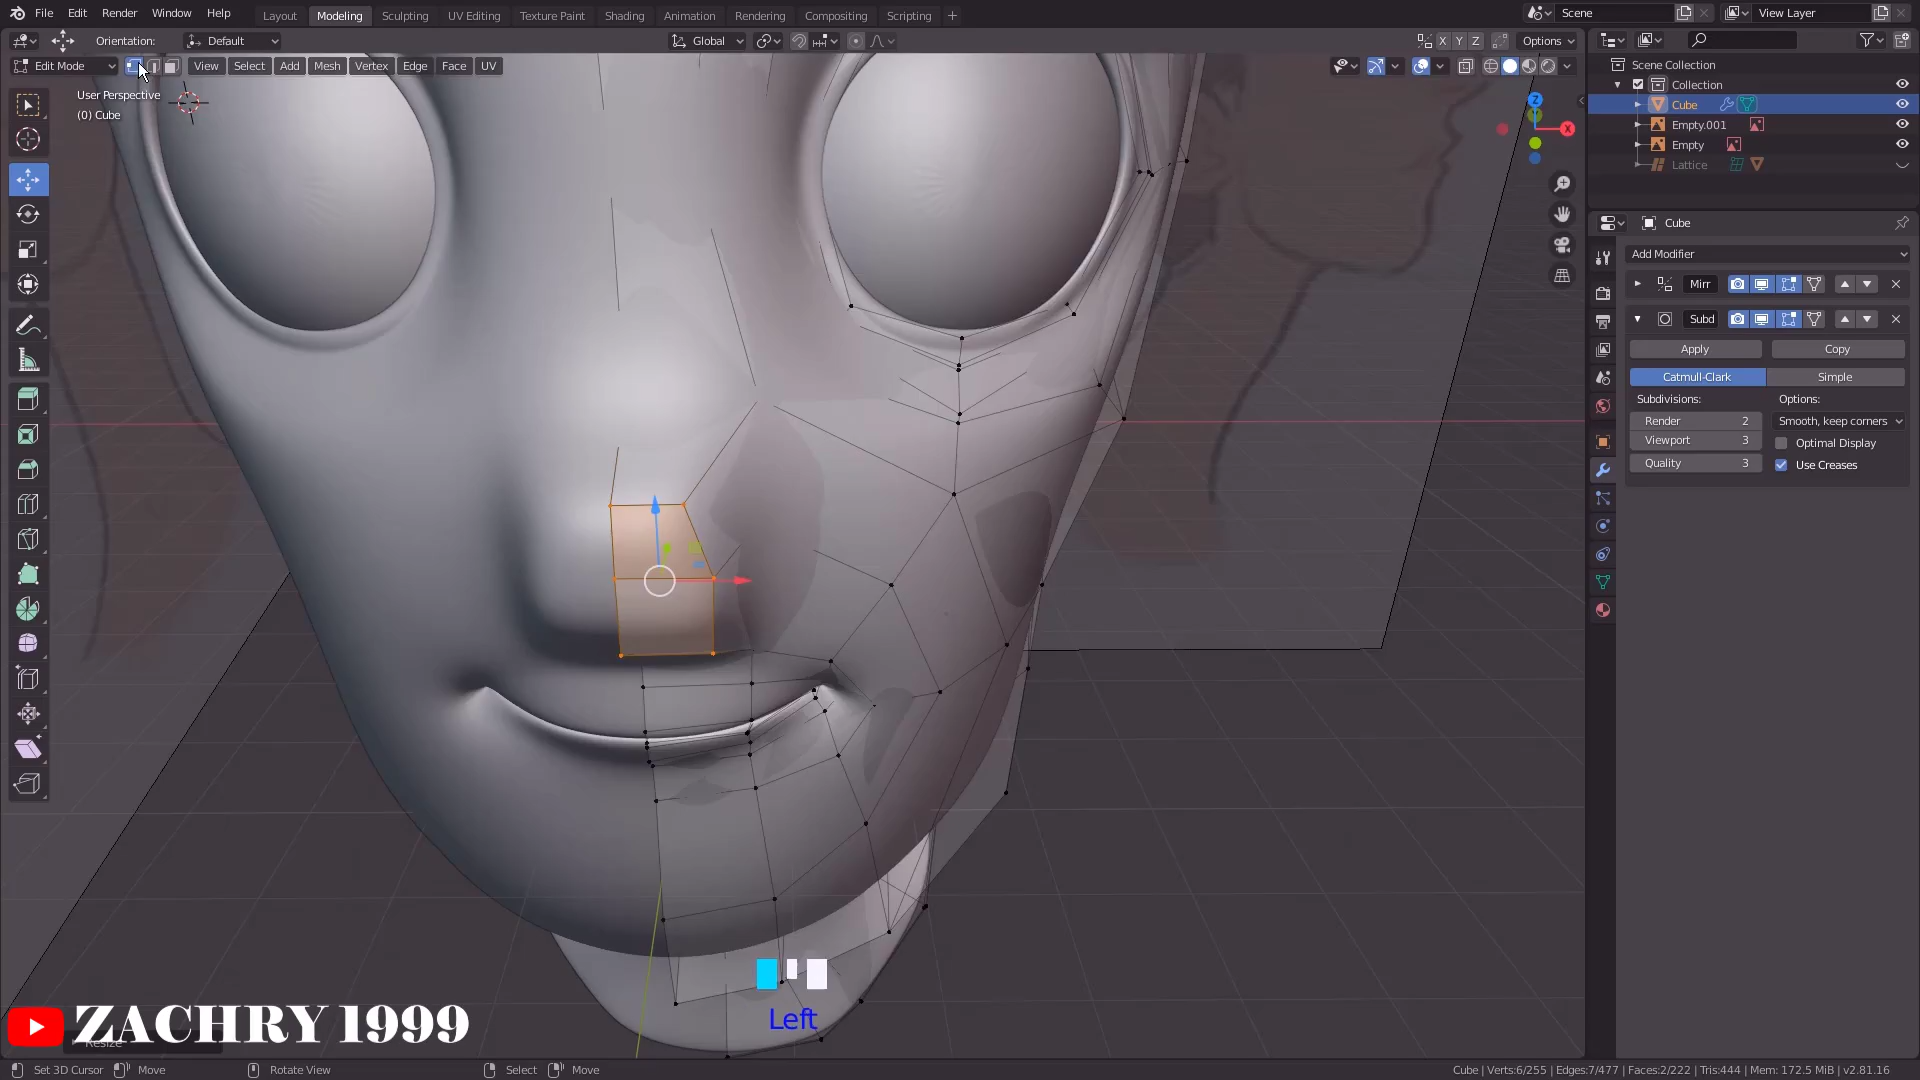 File Edit Render Window Help Layout Modeling Sculpting UV Editing Texture Paint Shading Animation Rendering Compositing Scripting + Scene View Layer
Orientation: Default Global X Y Z Options
Edit Mode View Select Add Mesh Vertex Edge Face UV
User Perspective
(0) Cube
Z
X
Scene Collection
Collection
Cube
Empty.001
Empty
Lattice
Cube
Add Modifier
Mirr
Subd
Apply Copy
Catmull-Clark Simple
Subdivisions: Options:
Render 2 Smooth, keep corners
Viewport 3 Optimal Display
Quality 3 Use Creases
ZACHRY 1999
Left
Resize
Set 3D Cursor Move Rotate View Select Move Cube | Verts:6/255 | Edges:7/477 | Faces:2/222 | Tris:444 | Mem: 172.5 MiB | v2.81.16